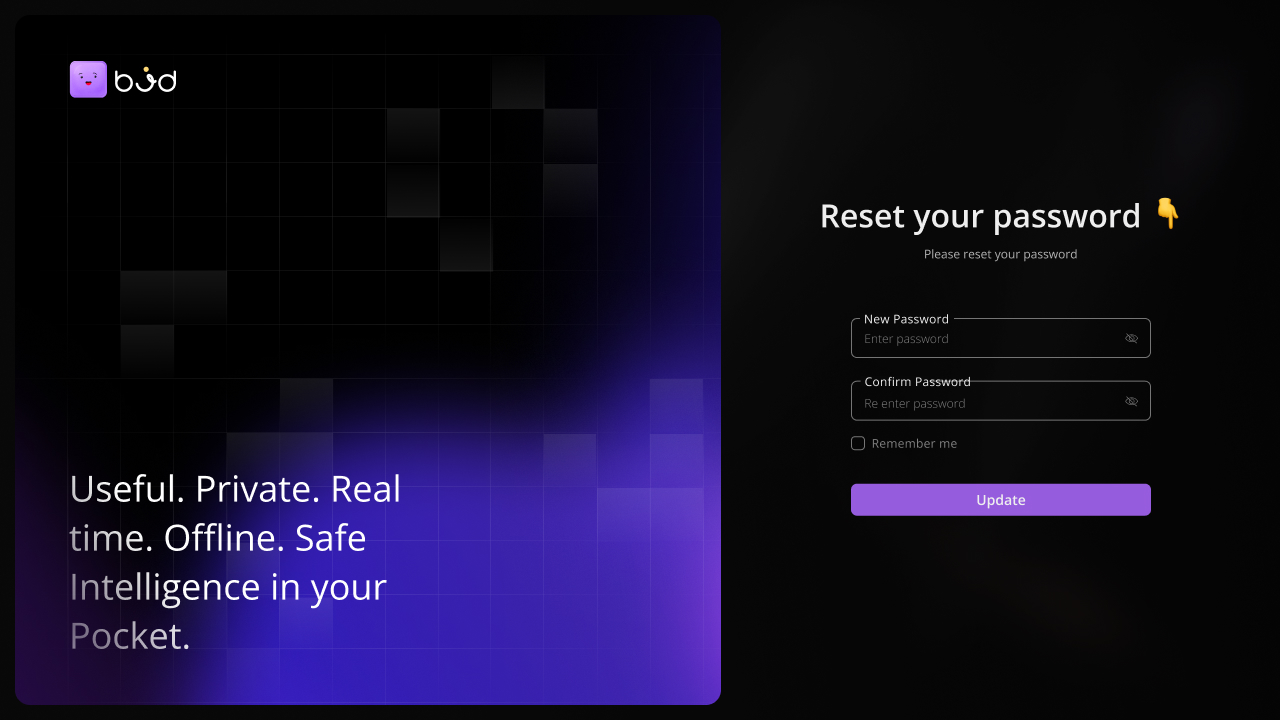 bud
Useful. Private. Real
time. Offline. Safe
Intelligence in your
Pocket.
Reset your password 👇
Please reset your password
New Password
Enter password
Confirm Password
Re enter password
Remember me
Update